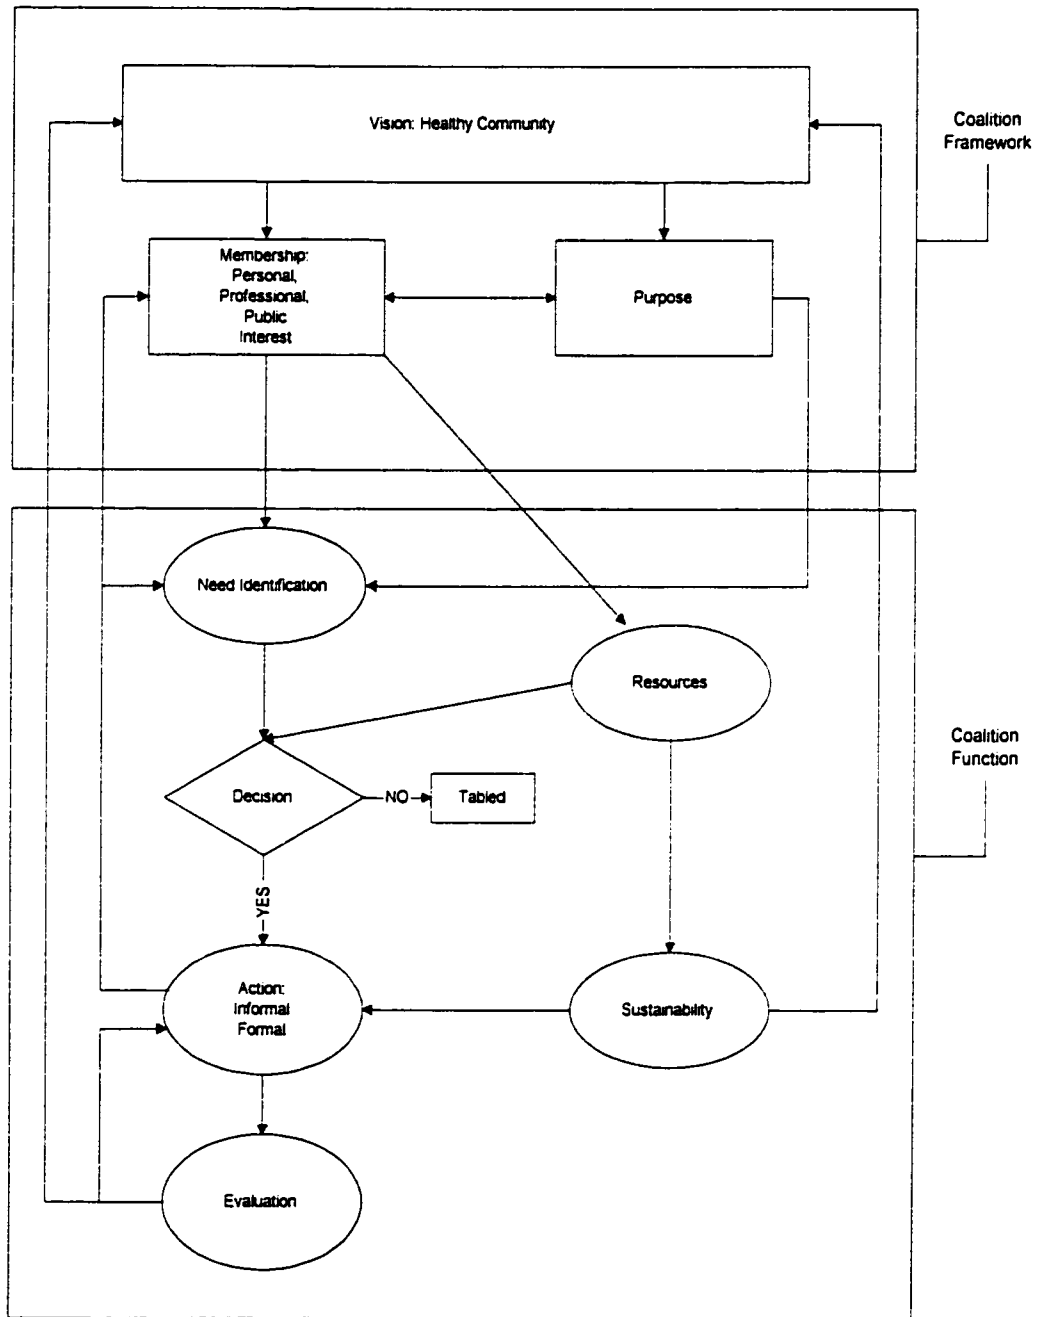 Vision: Healthy Community
Coalition
Framework
Membership:
Personal,
Professional,
Public
Interest
Purpose
Need Identification
Resources
Coalition
Function
Decision
NO
Tabled
YES
Action:
Informal
Formal
Sustainability
Evaluation